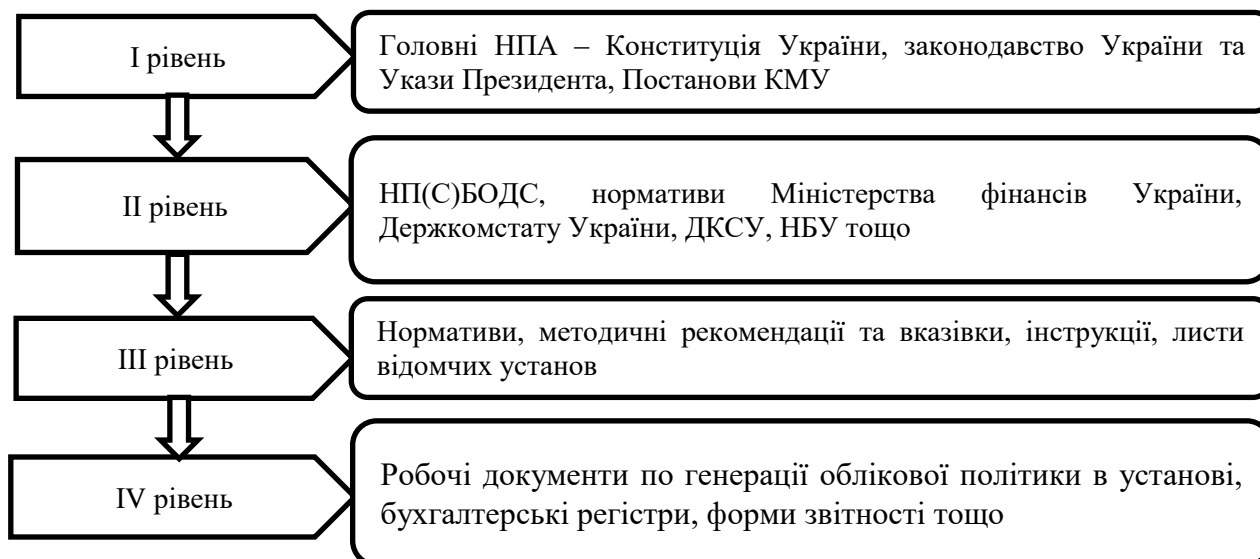 І рівень
Головні НПА – Конституція України, законодавство України та
Укази Президента, Постанови КМУ
ІІ рівень
НП(С)БОДС, нормативи Міністерства фінансів України,
Держкомстату України, ДКСУ, НБУ тощо
ІІІ рівень
Нормативи, методичні рекомендації та вказівки, інструкції, листи
відомчих установ
IV рівень
Робочі документи по генерації облікової політики в установі,
бухгалтерські регістри, форми звітності тощо